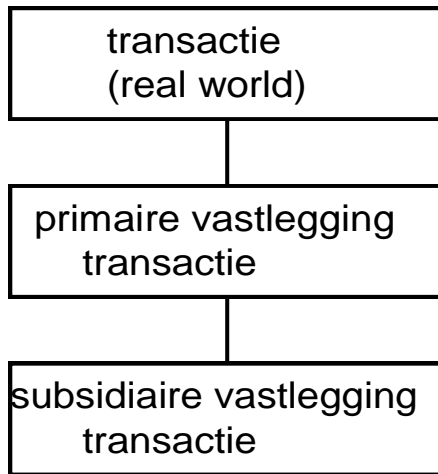 transactie
(real world)
primaire vastlegging
transactie
subsidiaire vastlegging
transactie